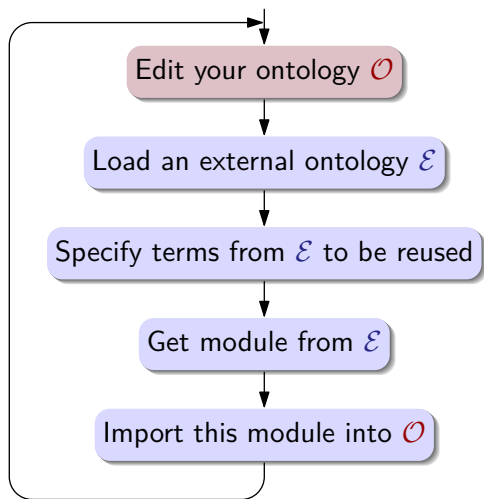 Edit your ontology 𝒪
Load an external ontology ℰ
Specify terms from ℰ to be reused
Get module from ℰ
Import this module into 𝒪